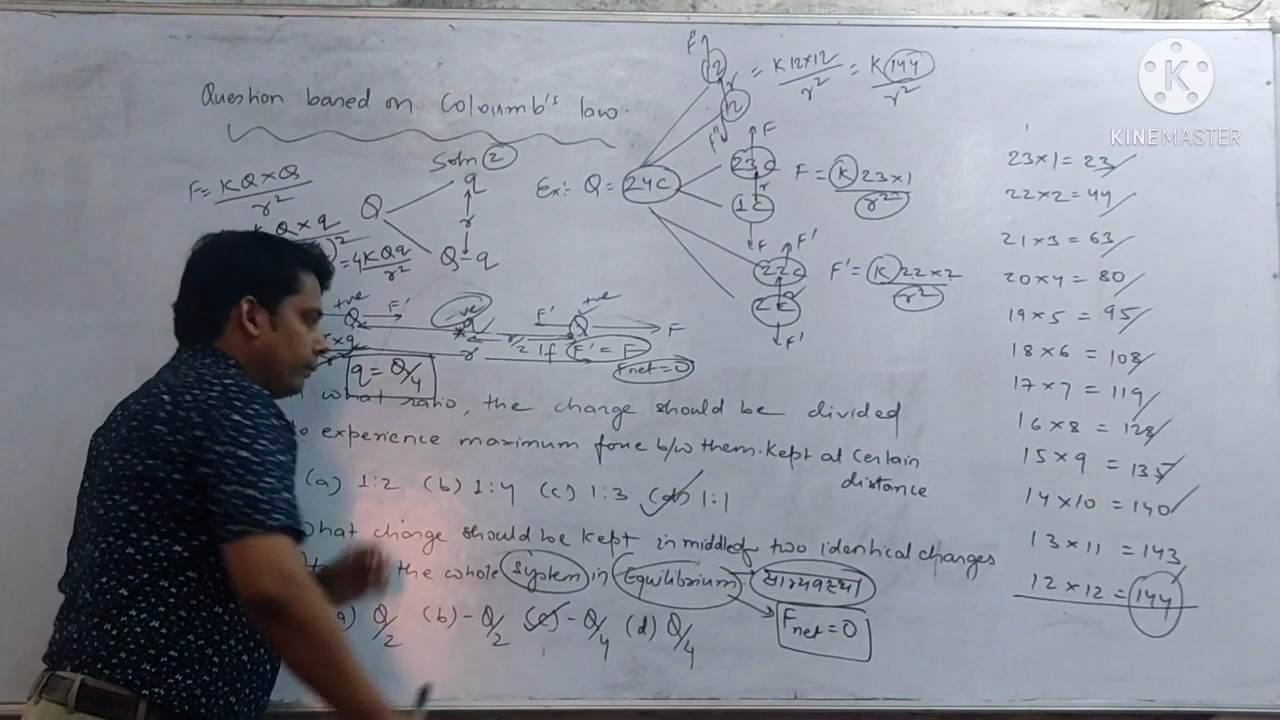 Question based on Coloumb's law.
F = KQ×Q/r²
Soln 2
Q
q
r
Q-q
Q×q
= 4KQq/r²
+ve
Q
F'
-ve
q
F'
+ve
Q
F
r/2
If F' = F
r
Fnet = 0
q = Q/4
Ex:- Q = 24C
F
12
r
12
F
= K12×12/r² = K144/r²
F
23C
r
1C
F
F = K23×1/r²
F'
22C
r
2C
F'
F' = K22×2/r²
what ratio, the charge should be divided
to experience maximum force b/w them. Kept at certain
distance
(a) 1:2 (b) 1:4 (c) 1:3 (d) 1:1
What charge should be kept in middle of two identical charges
the whole system in Equilibrium → साम्यवस्था
a) Q/2 (b) -Q/2 (c) -Q/4 (d) Q/4
Fnet = 0
23×1 = 23
22×2 = 44
21×3 = 63
20×4 = 80
19×5 = 95
18×6 = 108
17×7 = 119
16×8 = 128
15×9 = 135
14×10 = 140
13×11 = 143
12×12 = 144
K
KINEMASTER